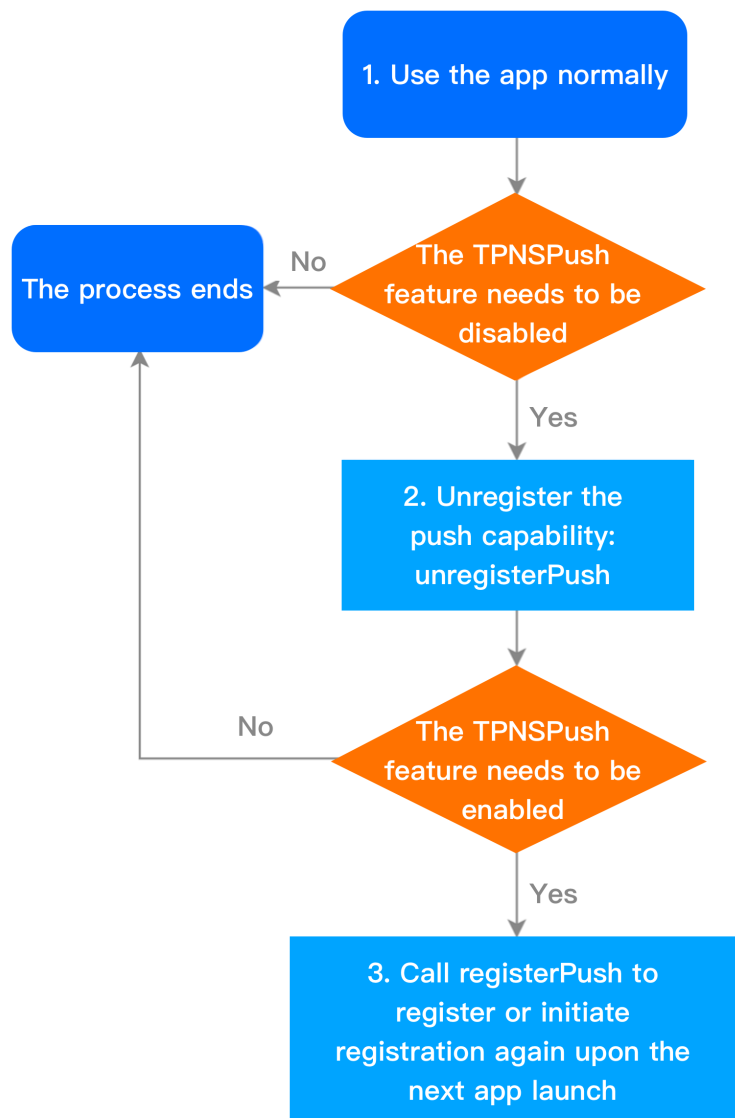 1. Use the app normally
The TPNSPush
feature needs to be
disabled
No
The process ends
Yes
2. Unregister the
push capability:
unregisterPush
No
The TPNSPush
feature needs to be
enabled
Yes
3. Call registerPush to
register or initiate
registration again upon the
next app launch